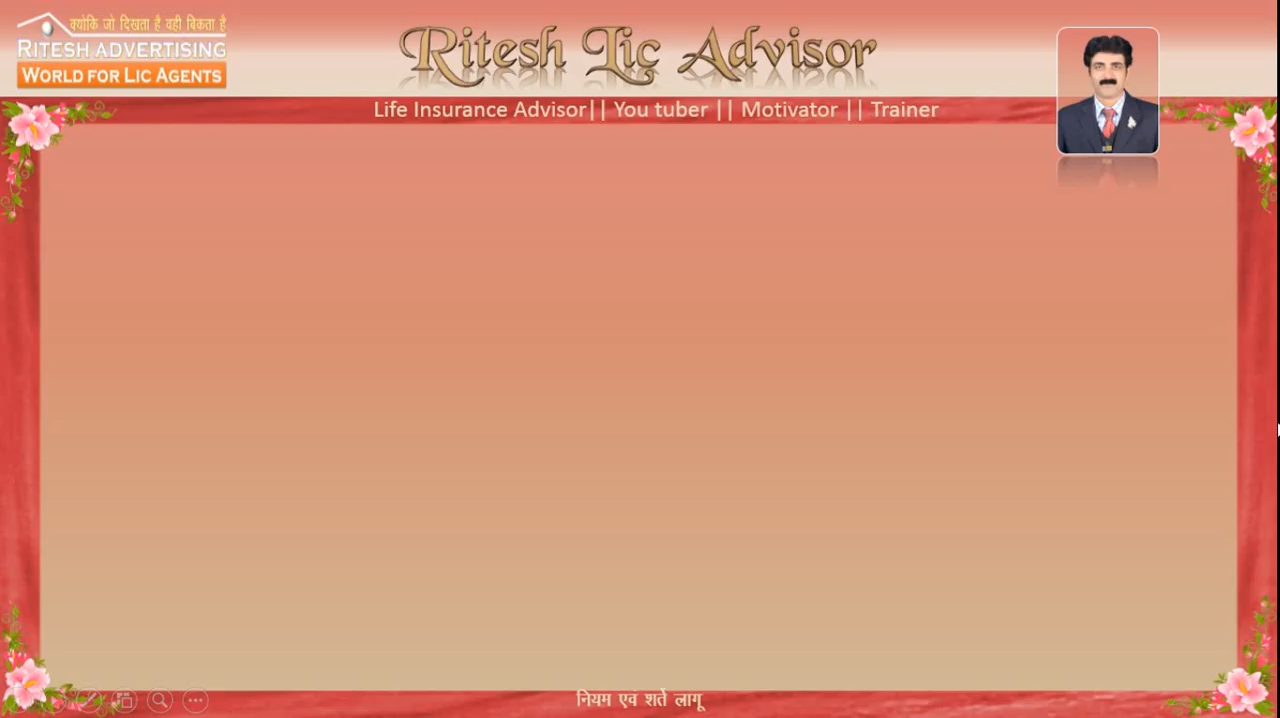 क्योकि जो दिखता है वही बिकता है
RITESH ADVERTISING
WORLD FOR LIC AGENTS
Ritesh Lic Advisor
Life Insurance Advisor|| You tuber || Motivator || Trainer
नियम एवं शर्ते लागू